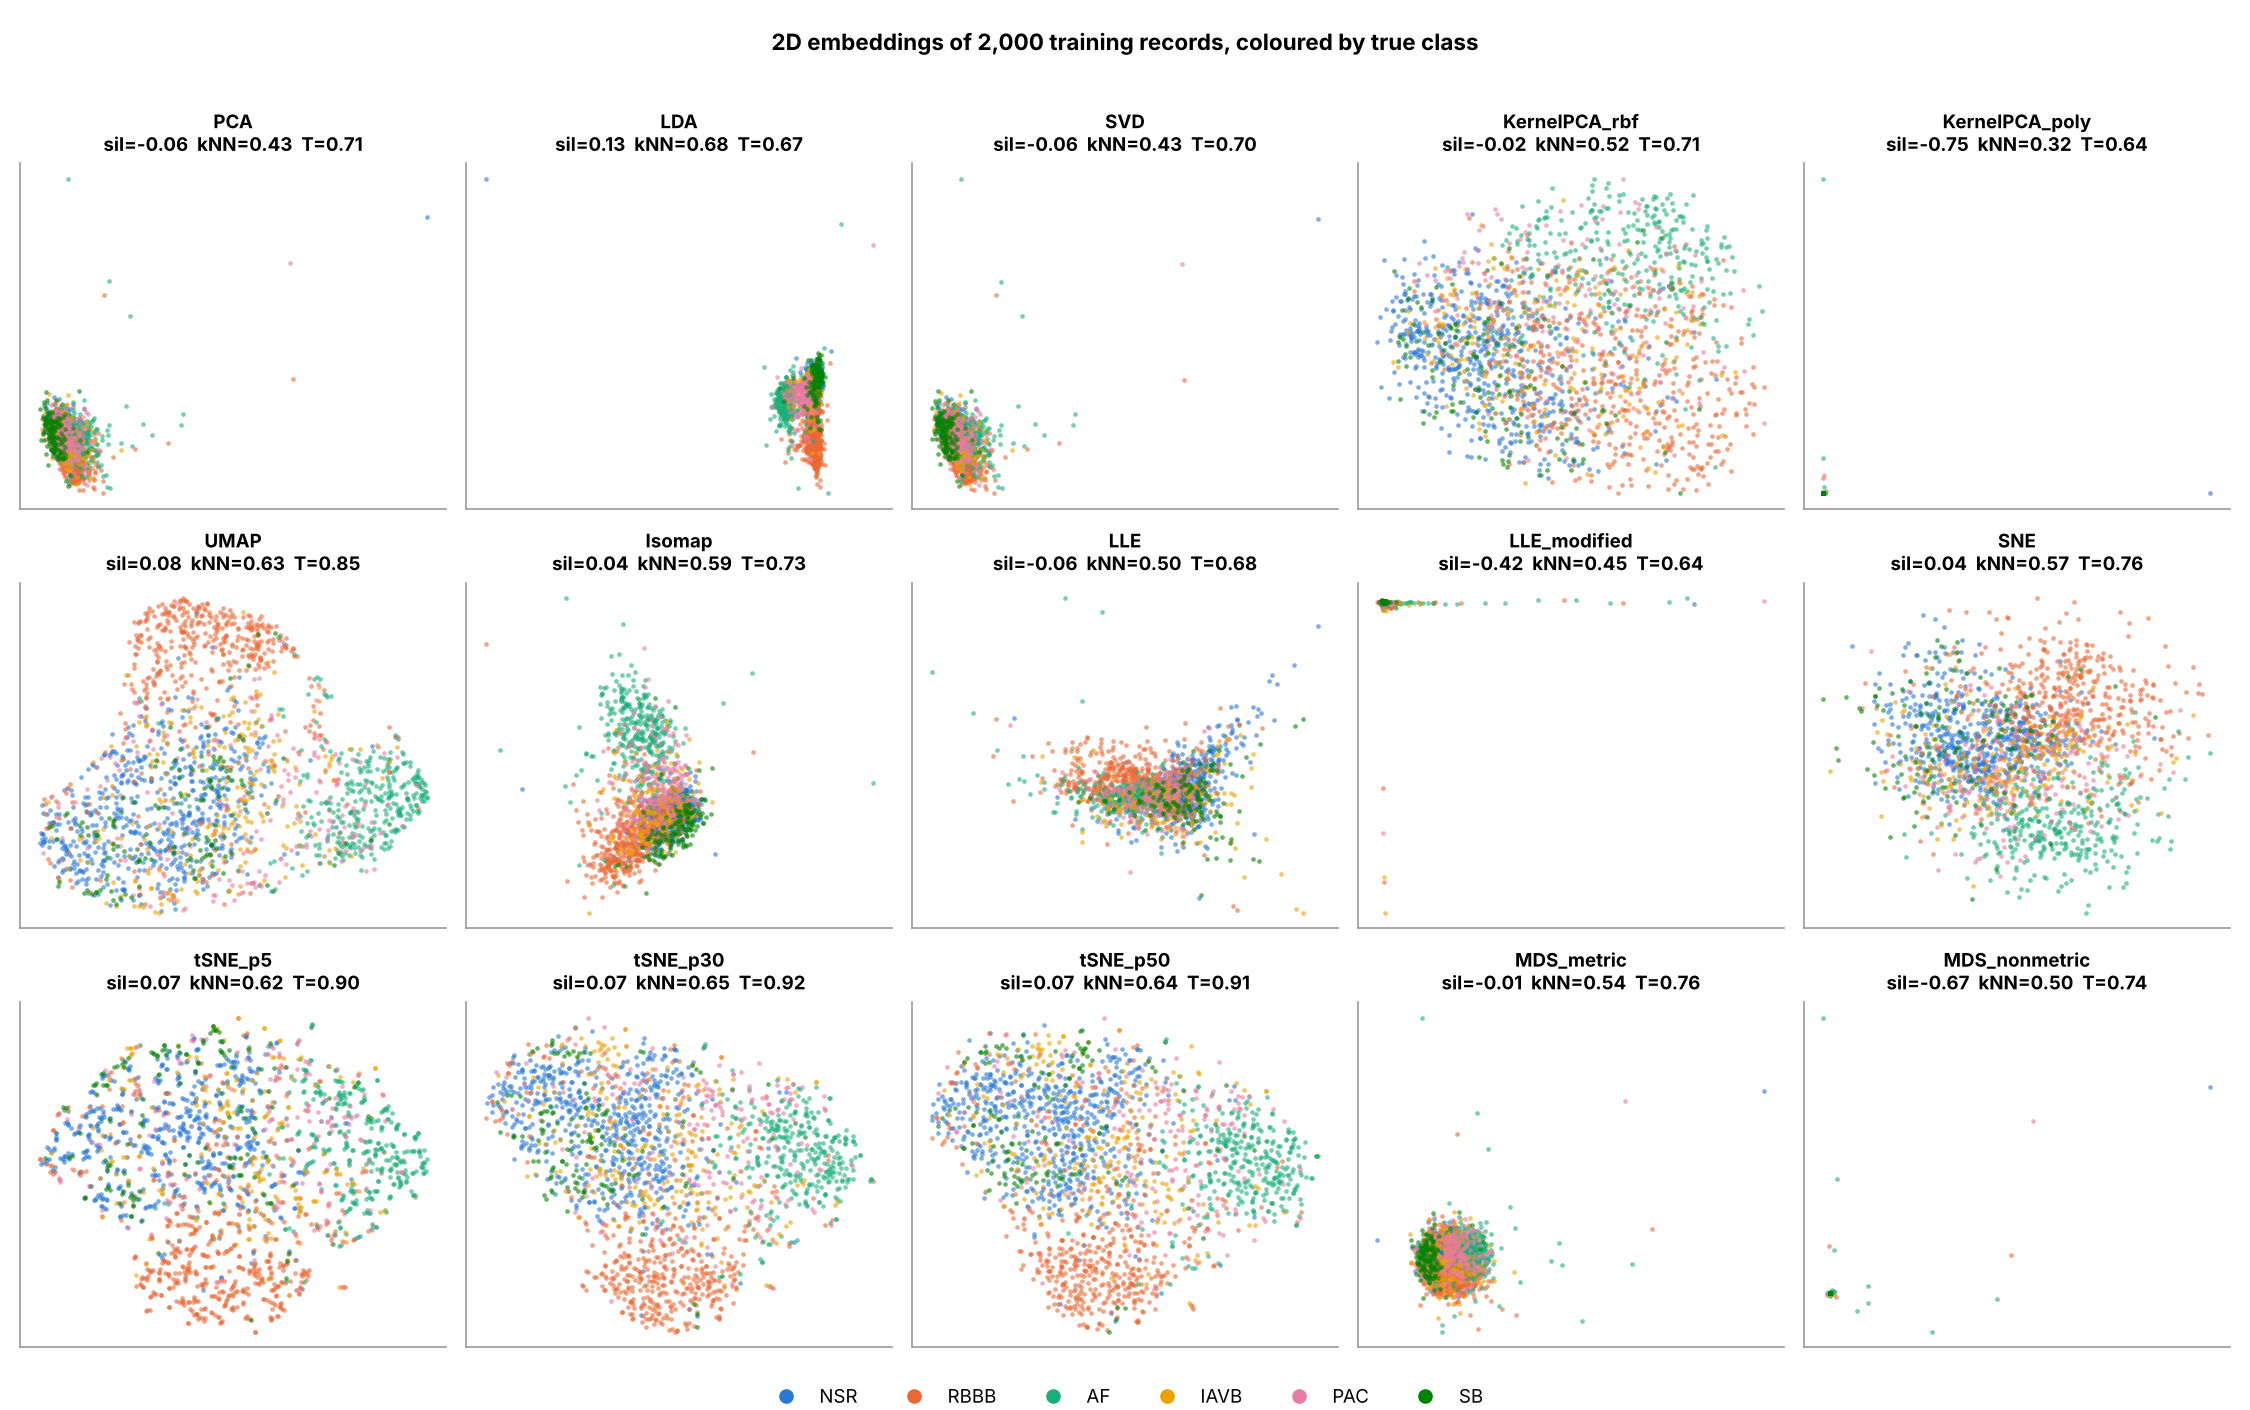 2D embeddings of 2,000 training records, coloured by true class
PCA
sil=-0.06 kNN=0.43 T=0.71
LDA
sil=0.13 kNN=0.68 T=0.67
SVD
sil=-0.06 kNN=0.43 T=0.70
KernelPCA_rbf
sil=-0.02 kNN=0.52 T=0.71
KernelPCA_poly
sil=-0.75 kNN=0.32 T=0.64
UMAP
sil=0.08 kNN=0.63 T=0.85
Isomap
sil=0.04 kNN=0.59 T=0.73
LLE
sil=-0.06 kNN=0.50 T=0.68
LLE_modified
sil=-0.42 kNN=0.45 T=0.64
SNE
sil=0.04 kNN=0.57 T=0.76
tSNE_p5
sil=0.07 kNN=0.62 T=0.90
tSNE_p30
sil=0.07 kNN=0.65 T=0.92
tSNE_p50
sil=0.07 kNN=0.64 T=0.91
MDS_metric
sil=-0.01 kNN=0.54 T=0.76
MDS_nonmetric
sil=-0.67 kNN=0.50 T=0.74
NSR RBBB AF IAVB PAC SB